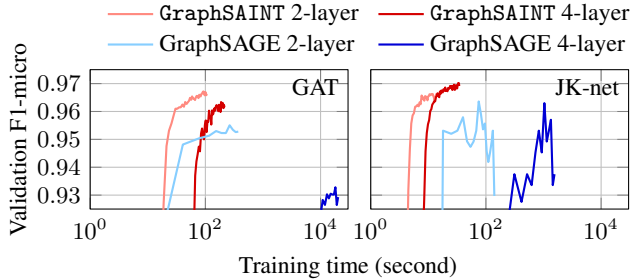 GraphSAINT 2-layer GraphSAINT 4-layer
GraphSAGE 2-layer GraphSAGE 4-layer
Validation F1-micro
0.97
0.96
0.95
0.94
0.93
GAT JK-net
10^0 10^2 10^4 10^0 10^2 10^4
Training time (second)